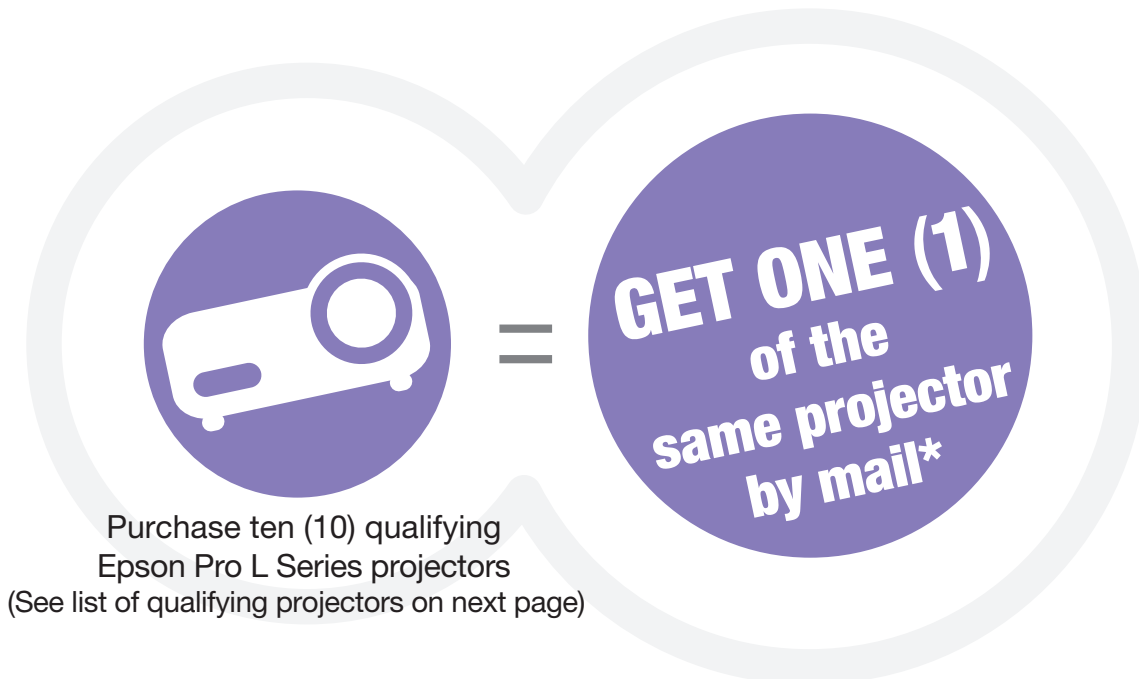 Purchase ten (10) qualifying
Epson Pro L Series projectors
(See list of qualifying projectors on next page)
=
GET ONE (1)
of the
same projector
by mail*